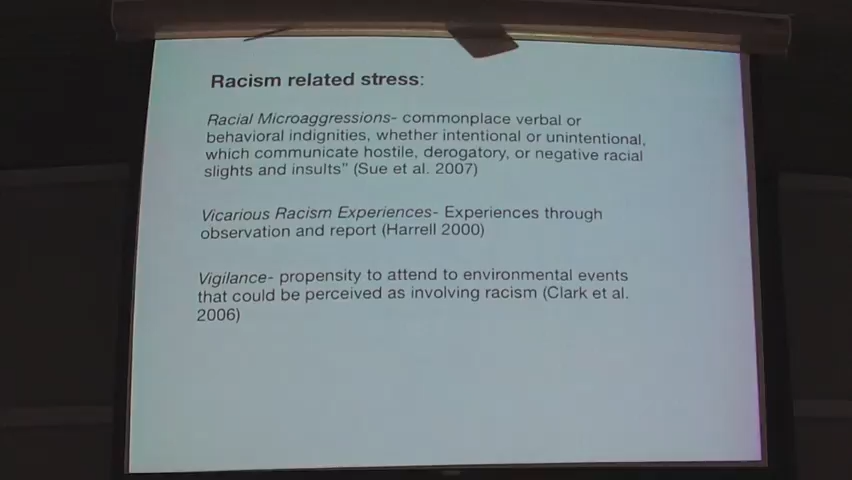 Racism related stress:
Racial Microaggressions- commonplace verbal or
behavioral indignities, whether intentional or unintentional,
which communicate hostile, derogatory, or negative racial
slights and insults” (Sue et al. 2007)
Vicarious Racism Experiences- Experiences through
observation and report (Harrell 2000)
Vigilance- propensity to attend to environmental events
that could be perceived as involving racism (Clark et al.
2006)